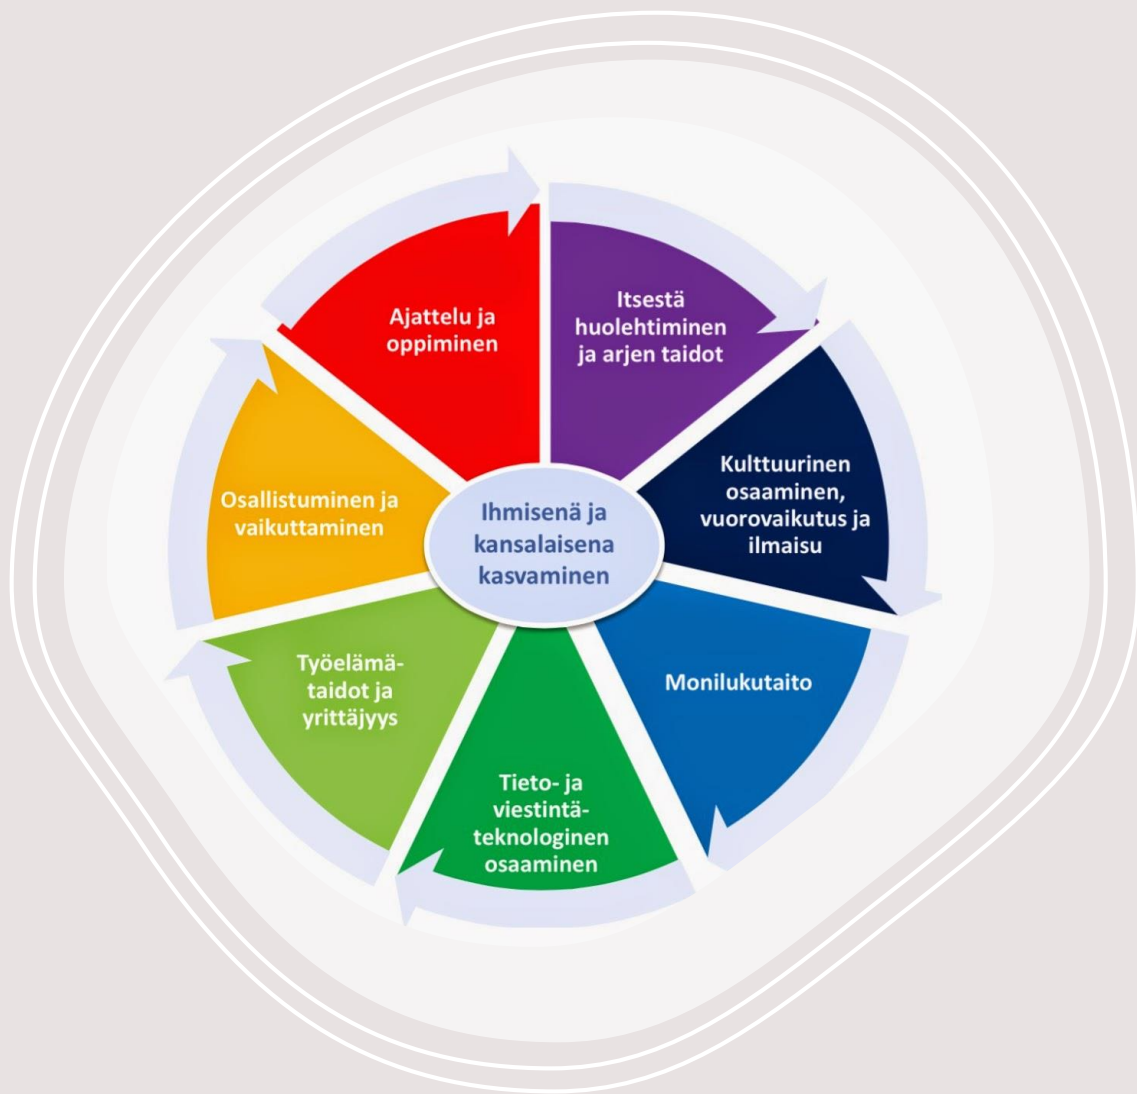 Ajattelu ja
oppiminen
Itsestä
huolehtiminen
ja arjen taidot
Kulttuurinen
osaaminen,
vuorovaikutus ja
ilmaisu
Monilukutaito
Tieto- ja
viestintä-
teknologinen
osaaminen
Työelämä-
taidot ja
yrittäjyys
Osallistuminen ja
vaikuttaminen
Ihmisenä ja
kansalaisena
kasvaminen